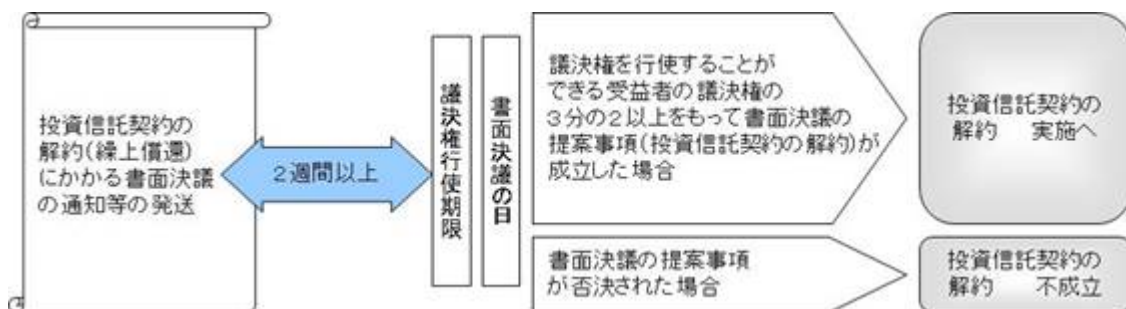 投資信託契約の
解約(繰上償還)
にかかる書面決議
の通知等の発送
2週間以上
議決権行使期限
書面決議の日
議決権を行使することが
できる受益者の議決権の
3分の2以上をもって書面決議の
提案事項(投資信託契約の解約)が
成立した場合
投資信託契約の
解約　実施へ
書面決議の提案事項
が否決された場合
投資信託契約の
解約　不成立